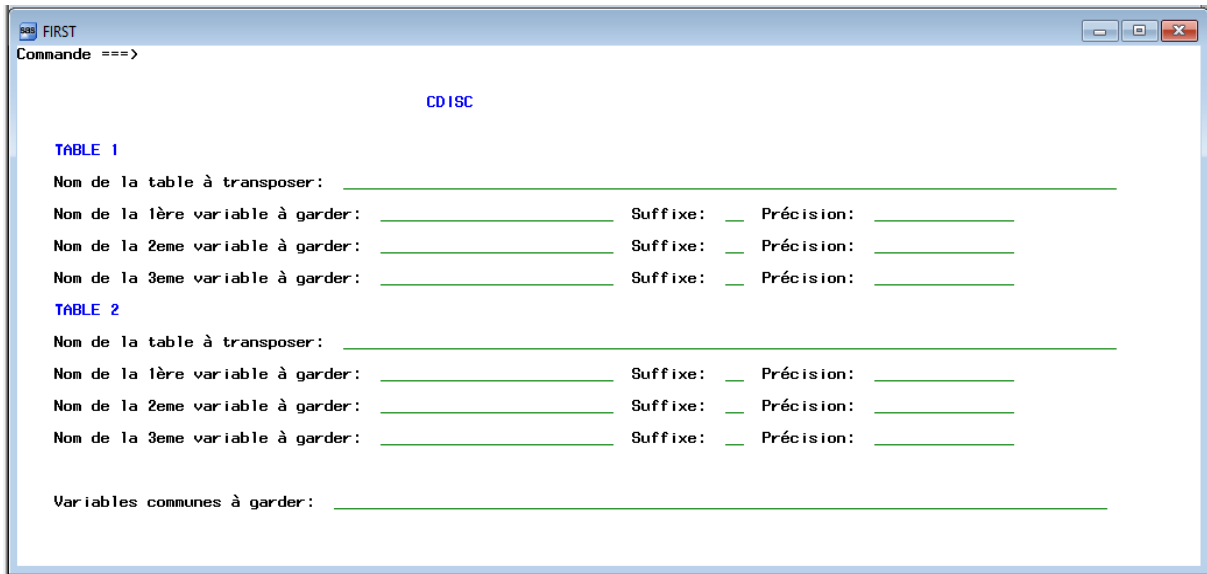 sas FIRST
Commande ===>
CDISC
TABLE 1
Nom de la table à transposer:
Nom de la 1ère variable à garder: Suffixe: Précision:
Nom de la 2eme variable à garder: Suffixe: Précision:
Nom de la 3eme variable à garder: Suffixe: Précision:
TABLE 2
Nom de la table à transposer:
Nom de la 1ère variable à garder: Suffixe: Précision:
Nom de la 2eme variable à garder: Suffixe: Précision:
Nom de la 3eme variable à garder: Suffixe: Précision:
Variables communes à garder: